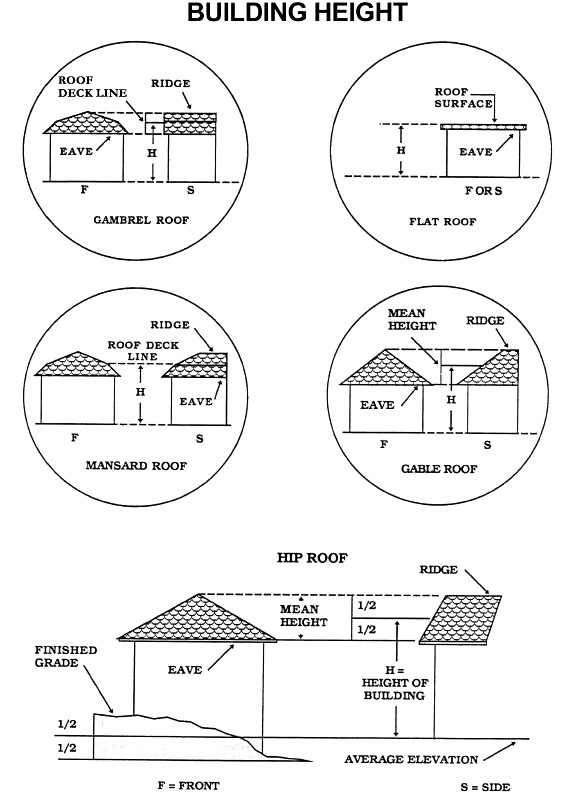 BUILDING HEIGHT
ROOF
DECK LINE
RIDGE
EAVE
H
F
S
GAMBREL ROOF
ROOF
SURFACE
H
EAVE
F OR S
FLAT ROOF
RIDGE
ROOF DECK
LINE
H
EAVE
F
S
MANSARD ROOF
MEAN
HEIGHT
RIDGE
EAVE
H
F
S
GABLE ROOF
HIP ROOF
RIDGE
MEAN
HEIGHT
1/2
1/2
FINISHED
GRADE
EAVE
H =
HEIGHT OF
BUILDING
1/2
1/2
AVERAGE ELEVATION
F = FRONT
S = SIDE